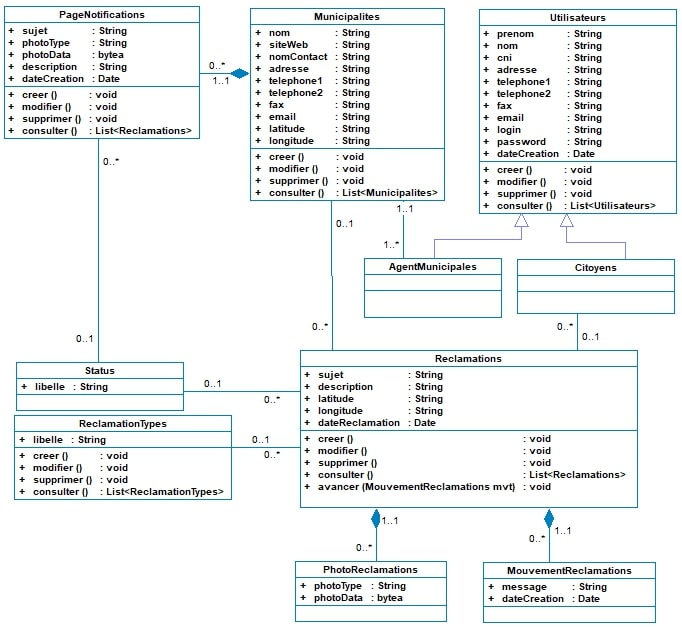 PageNotifications
+ sujet : String
+ photoType : String
+ photoData : bytea
+ description : String
+ dateCreation : Date
+ creer () : void
+ modifier () : void
+ supprimer () : void
+ consulter () : List<Reclamations>
Municipalites
+ nom : String
+ siteWeb : String
+ nomContact : String
+ adresse : String
+ telephone1 : String
+ telephone2 : String
+ fax : String
+ email : String
+ latitude : String
+ longitude : String
+ creer () : void
+ modifier () : void
+ supprimer () : void
+ consulter () : List<Municipalites>
Utilisateurs
+ prenom : String
+ nom : String
+ cni : String
+ adresse : String
+ telephone1 : String
+ telephone2 : String
+ fax : String
+ email : String
+ login : String
+ password : String
+ dateCreation : Date
+ creer () : void
+ modifier () : void
+ supprimer () : void
+ consulter () : List<Utilisateurs>
0..*
1..1
0..*
0..1
1..1
1..*
AgentMunicipales
Citoyens
0..*
0..*
0..1
0..1
Status
+ libelle : String
0..1
0..*
ReclamationTypes
+ libelle : String
+ creer () : void
+ modifier () : void
+ supprimer () : void
+ consulter () : List<ReclamationTypes>
0..1
0..*
Reclamations
+ sujet : String
+ description : String
+ latitude : String
+ longitude : String
+ dateReclamation : Date
+ creer () : void
+ modifier () : void
+ supprimer () : void
+ consulter () : List<Reclamations>
+ avancer (MouvementReclamations mvt) : void
1..1
0..*
1..1
0..*
PhotoReclamations
+ photoType : String
+ photoData : bytea
MouvementReclamations
+ message : String
+ dateCreation : Date